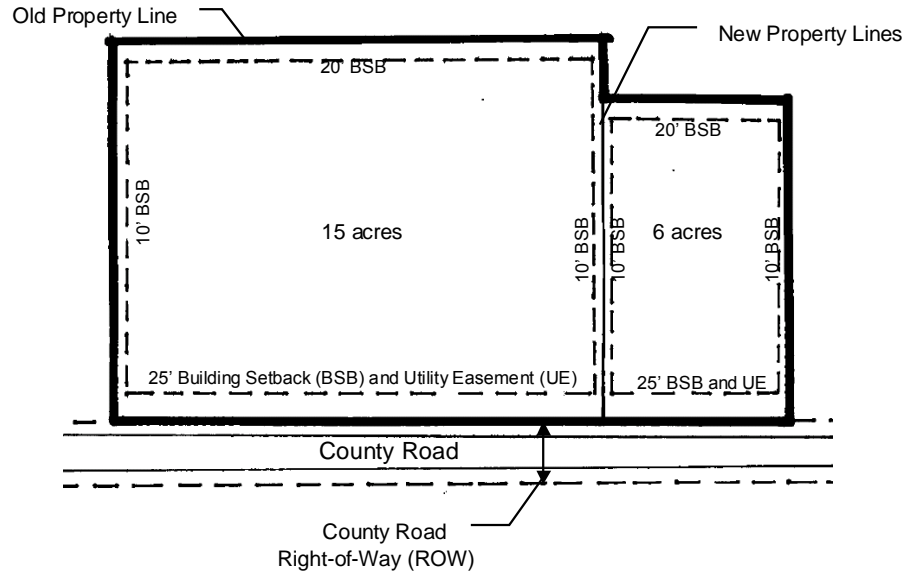 Old Property Line
New Property Lines
20' BSB
20' BSB
10' BSB
15 acres
10' BSB
10' BSB
6 acres
10' BSB
25' Building Setback (BSB) and Utility Easement (UE)
25' BSB and UE
County Road
County Road
Right-of-Way (ROW)